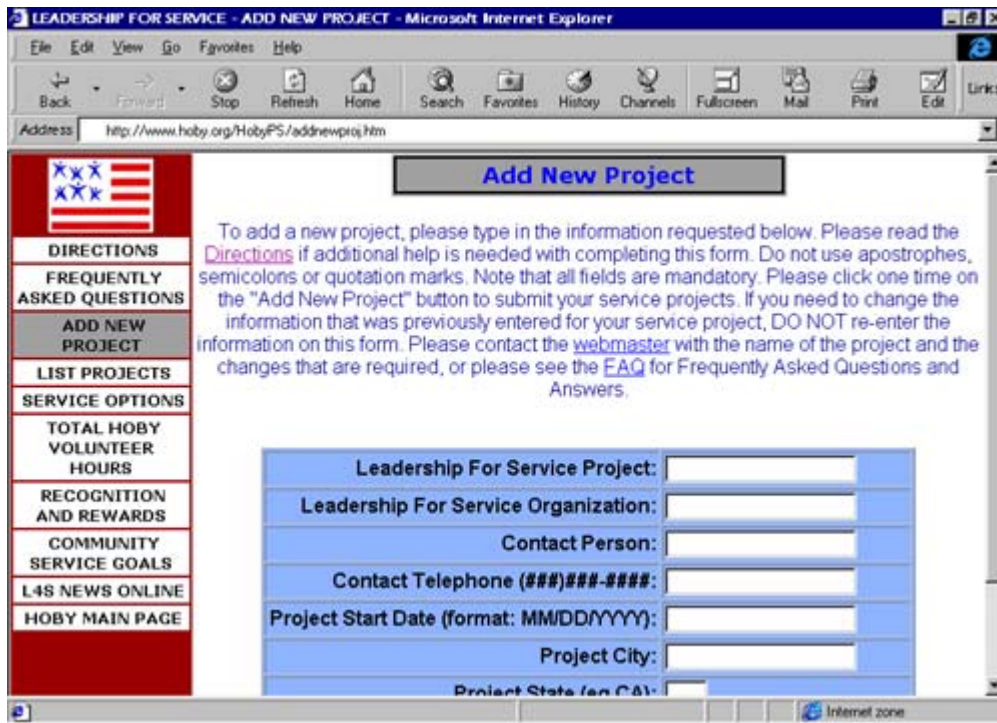 LEADERSHIP FOR SERVICE - ADD NEW PROJECT - Microsoft Internet Explorer
File Edit View Go Favorites Help
Back Forward Stop Refresh Home Search Favorites History Channels Fullscreen Mail Print Edit Links
Address http://www.hoby.org/HobyPS/addnewproj.htm
DIRECTIONS
FREQUENTLY
ASKED QUESTIONS
ADD NEW
PROJECT
LIST PROJECTS
SERVICE OPTIONS
TOTAL HOBY
VOLUNTEER
HOURS
RECOGNITION
AND REWARDS
COMMUNITY
SERVICE GOALS
L4S NEWS ONLINE
HOBY MAIN PAGE
Add New Project
To add a new project, please type in the information requested below. Please read the
Directions if additional help is needed with completing this form. Do not use apostrophes,
semicolons or quotation marks. Note that all fields are mandatory. Please click one time on
the "Add New Project" button to submit your service projects. If you need to change the
information that was previously entered for your service project, DO NOT re-enter the
information on this form. Please contact the webmaster with the name of the project and the
changes that are required, or please see the FAQ for Frequently Asked Questions and
Answers.
Leadership For Service Project:
Leadership For Service Organization:
Contact Person:
Contact Telephone (###)###-####:
Project Start Date (format: MM/DD/YYYY):
Project City:
Project State (eg CA):
Internet zone